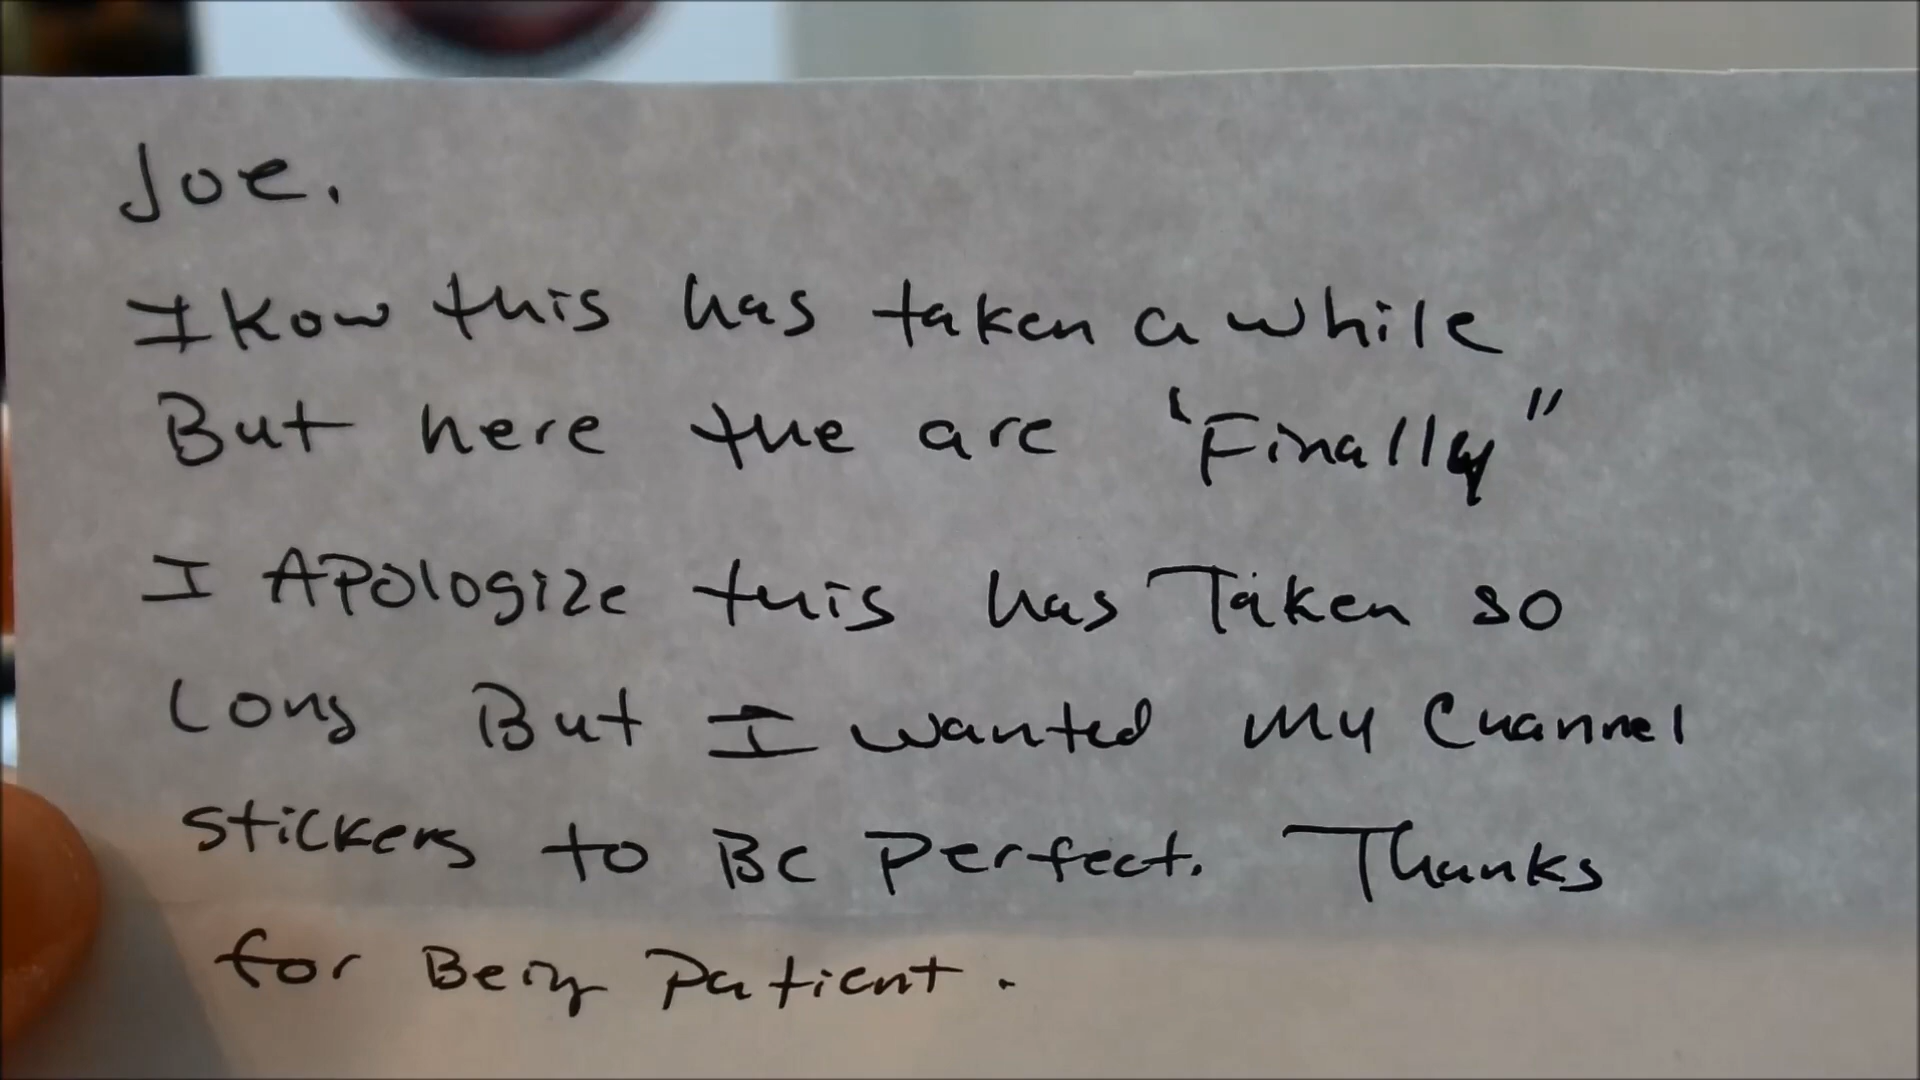 Joe.
I Kow this has taken a while
But here the are "Finally"
I APologize this has Taken so
Long But I wanted My Channel
stickers to Be Perfect. Thanks
for Being Patient.